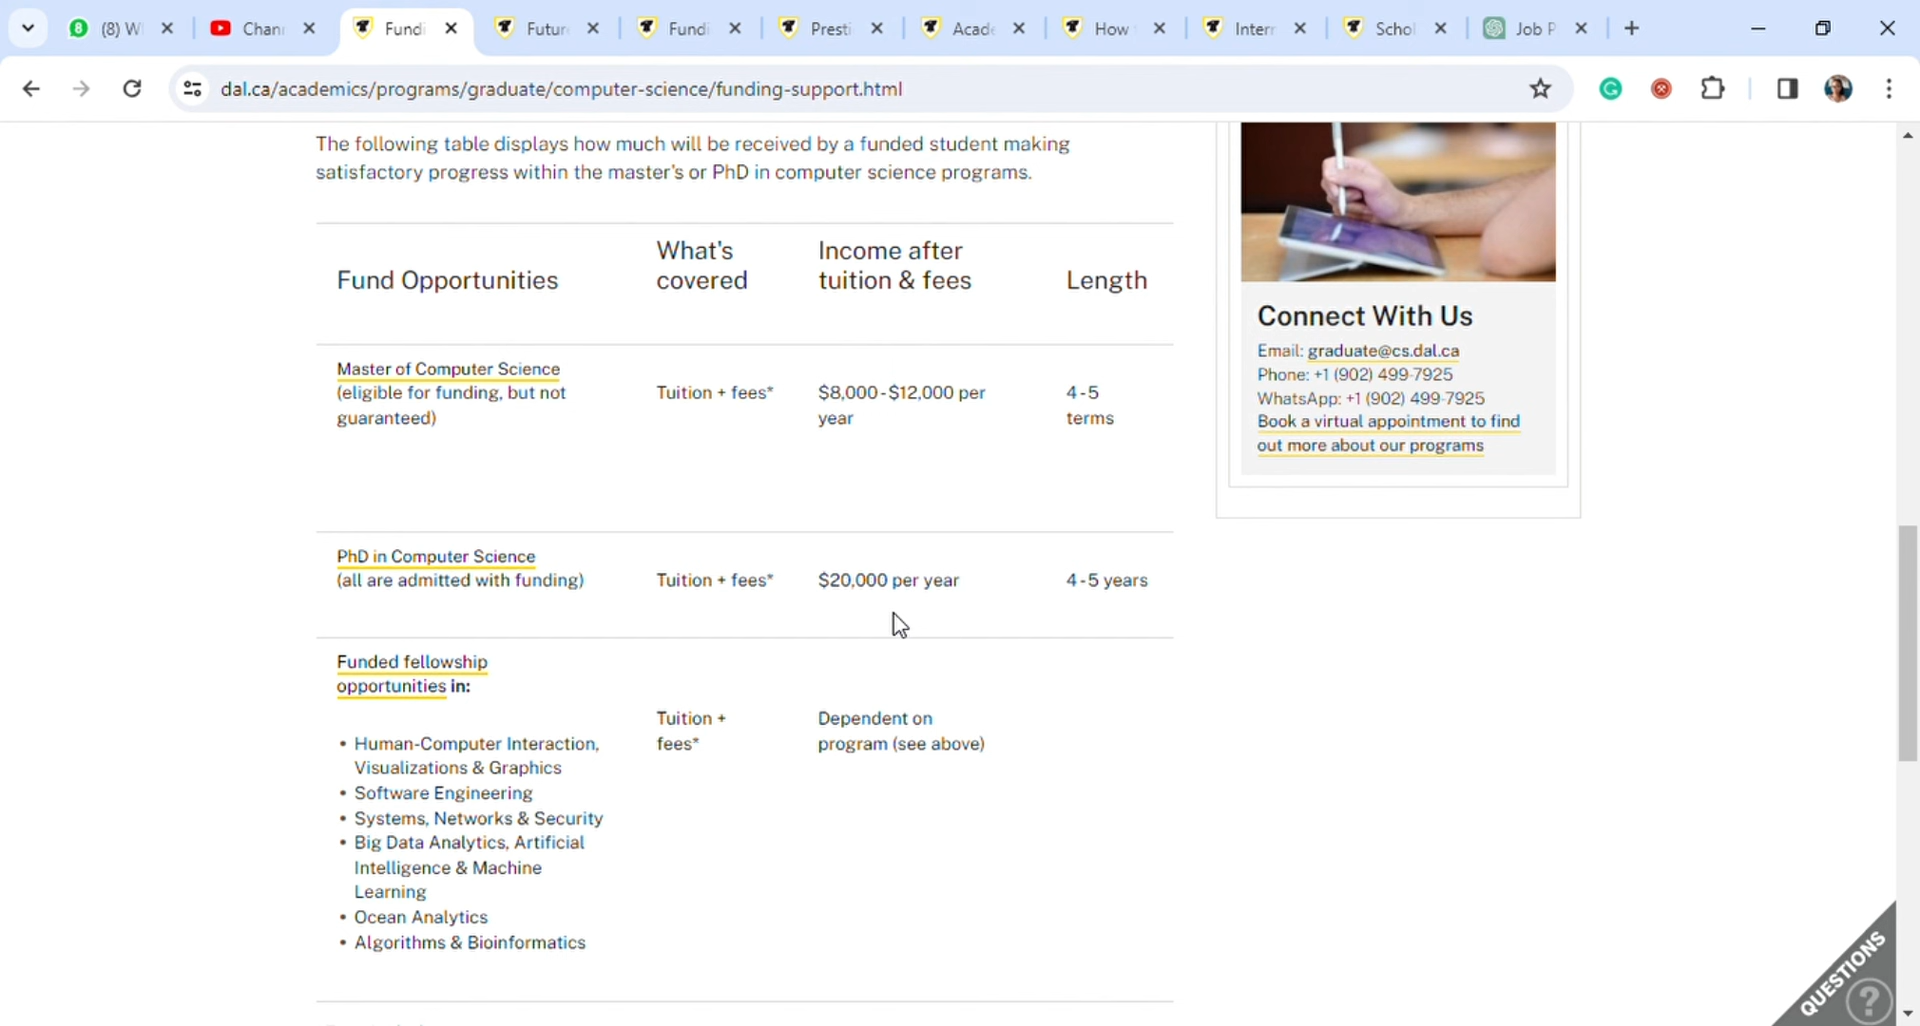 (8) W
Chan
Fundi
Futur
Fundi
Presti
Acade
How
Intern
Schol
Job P
dal.ca/academics/programs/graduate/computer-science/funding-support.html
The following table displays how much will be received by a funded student making
satisfactory progress within the master's or PhD in computer science programs.
Fund Opportunities
What's
covered
Income after
tuition & fees
Length
Master of Computer Science
(eligible for funding, but not
guaranteed)
Tuition + fees*
$8,000-$12,000 per
year
4-5
terms
PhD in Computer Science
(all are admitted with funding)
Tuition + fees*
$20,000 per year
4-5 years
Funded fellowship
opportunities in:
• Human-Computer Interaction,
Visualizations & Graphics
• Software Engineering
• Systems, Networks & Security
• Big Data Analytics, Artificial
Intelligence & Machine
Learning
• Ocean Analytics
• Algorithms & Bioinformatics
Tuition +
fees*
Dependent on
program (see above)
Connect With Us
Email: graduate@cs.dal.ca
Phone: +1 (902) 499-7925
WhatsApp: +1 (902) 499-7925
Book a virtual appointment to find
out more about our programs
QUESTIONS
?